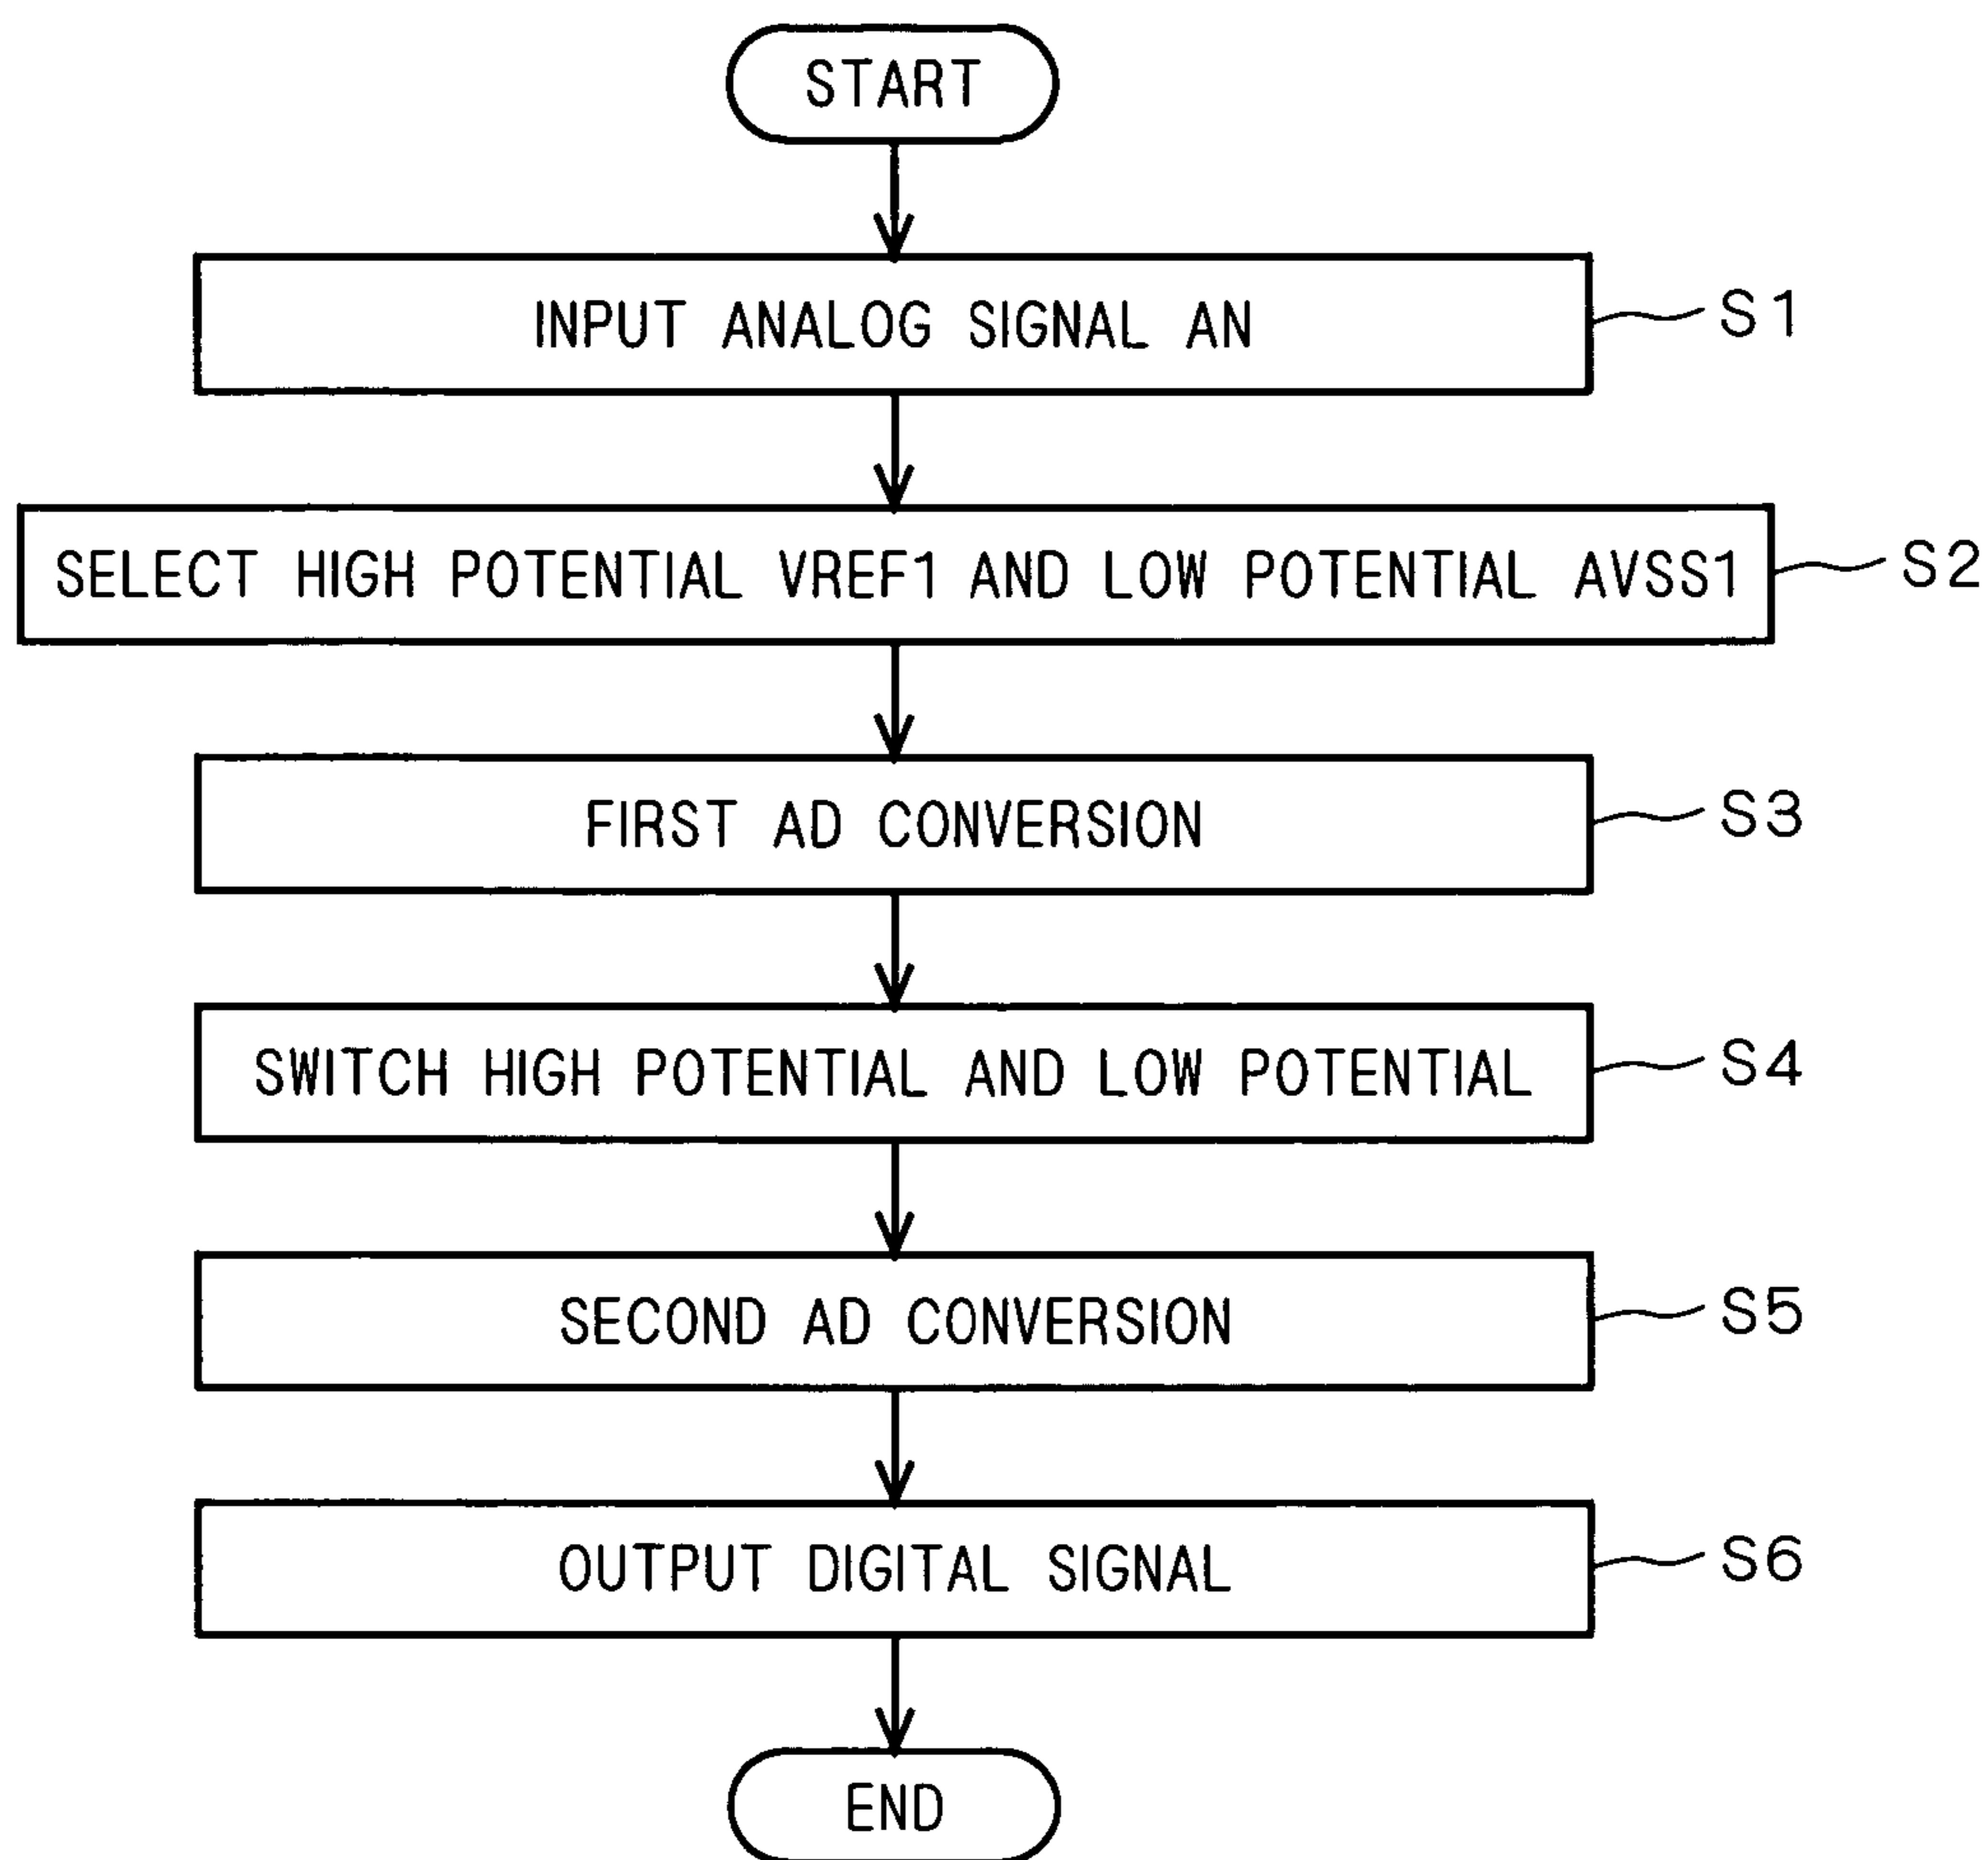 START
INPUT ANALOG SIGNAL AN
S1
SELECT HIGH POTENTIAL VREF1 AND LOW POTENTIAL AVSS1
S2
FIRST AD CONVERSION
S3
SWITCH HIGH POTENTIAL AND LOW POTENTIAL
S4
SECOND AD CONVERSION
S5
OUTPUT DIGITAL SIGNAL
S6
END